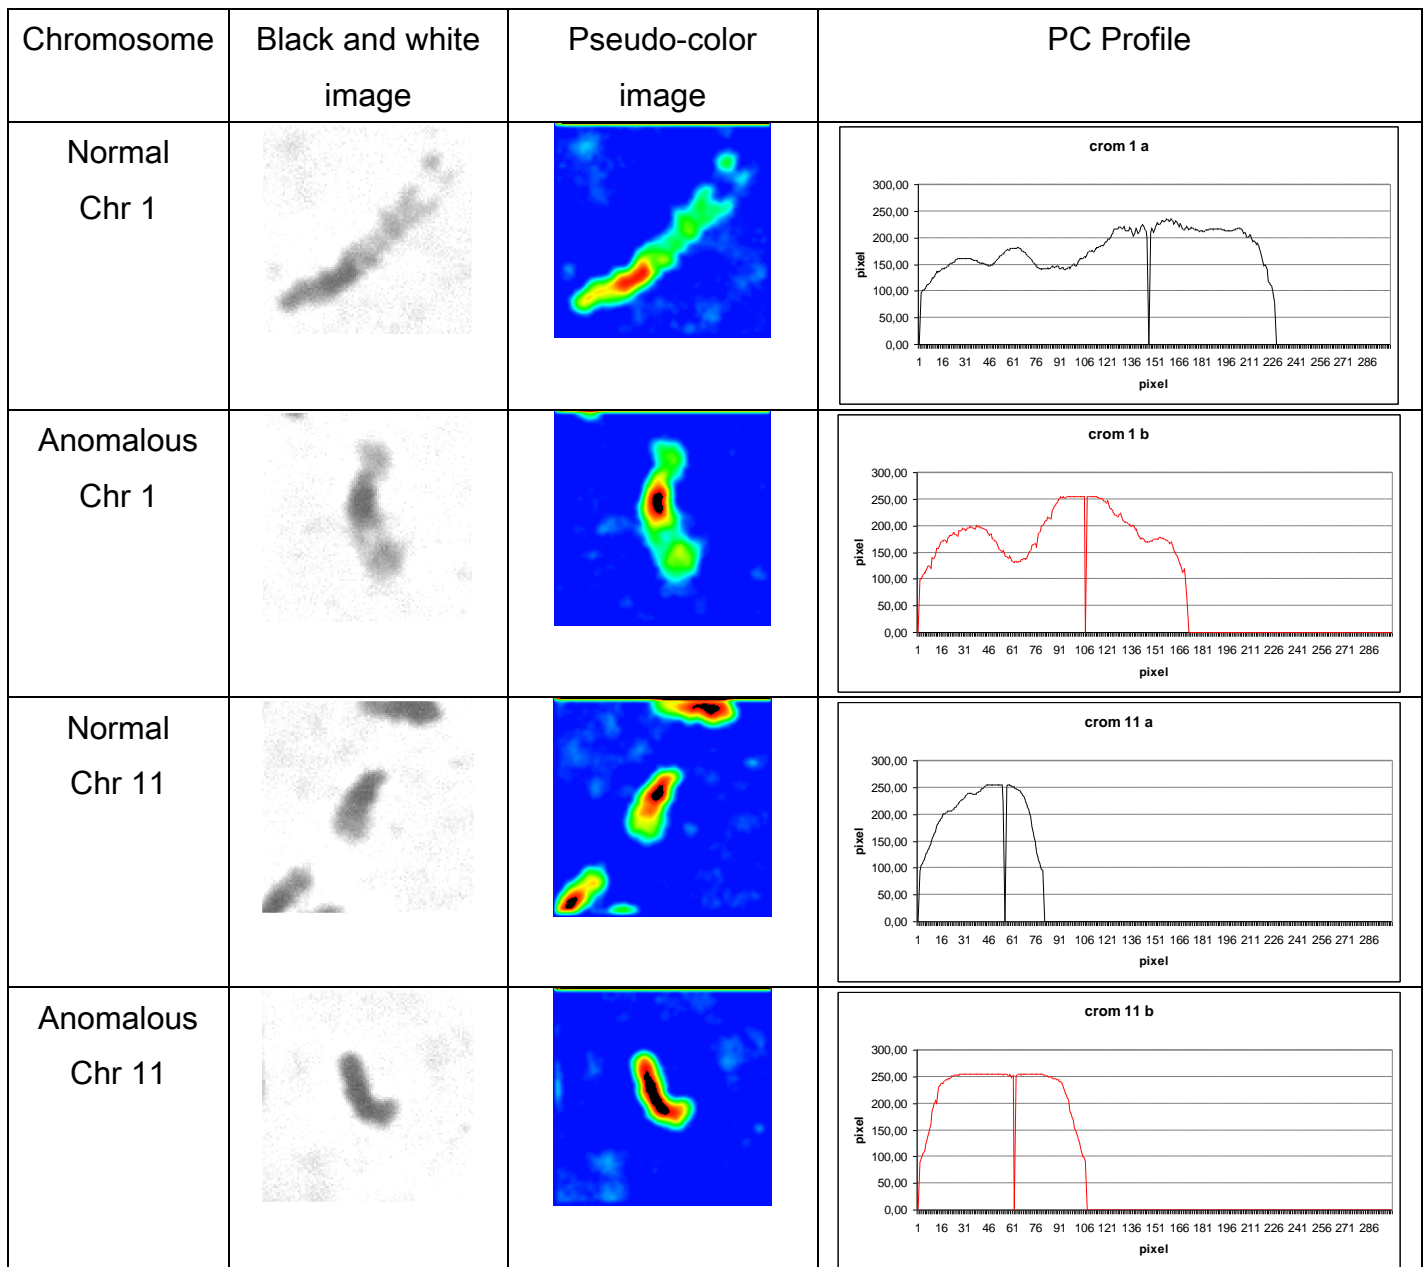 Chromosome
Black and white
image
Pseudo-color
image
PC Profile
Normal
Chr 1
crom 1 a
300,00
250,00
200,00
150,00
100,00
50,00
0,00
pixel
1 16 31 46 61 76 91 106 121 136 151 166 181 196 211 226 241 256 271 286
pixel
Anomalous
Chr 1
crom 1 b
300,00
250,00
200,00
150,00
100,00
50,00
0,00
pixel
1 16 31 46 61 76 91 106 121 136 151 166 181 196 211 226 241 256 271 286
pixel
Normal
Chr 11
crom 11 a
300,00
250,00
200,00
150,00
100,00
50,00
0,00
pixel
1 16 31 46 61 76 91 106 121 136 151 166 181 196 211 226 241 256 271 286
pixel
Anomalous
Chr 11
crom 11 b
300,00
250,00
200,00
150,00
100,00
50,00
0,00
pixel
1 16 31 46 61 76 91 106 121 136 151 166 181 196 211 226 241 256 271 286
pixel